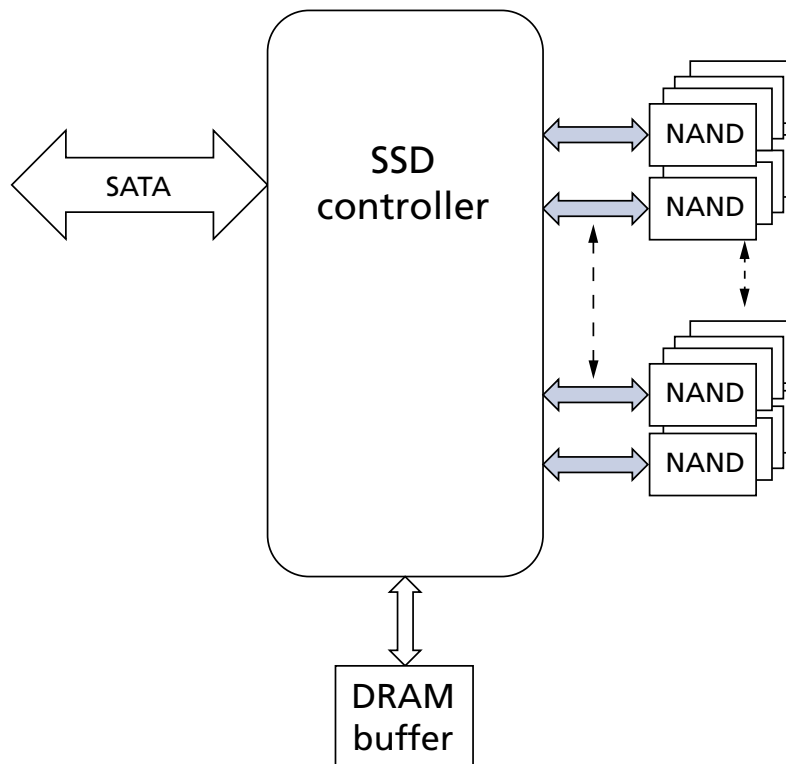 SATA
SSD
controller
NAND
NAND
NAND
NAND
DRAM
buffer